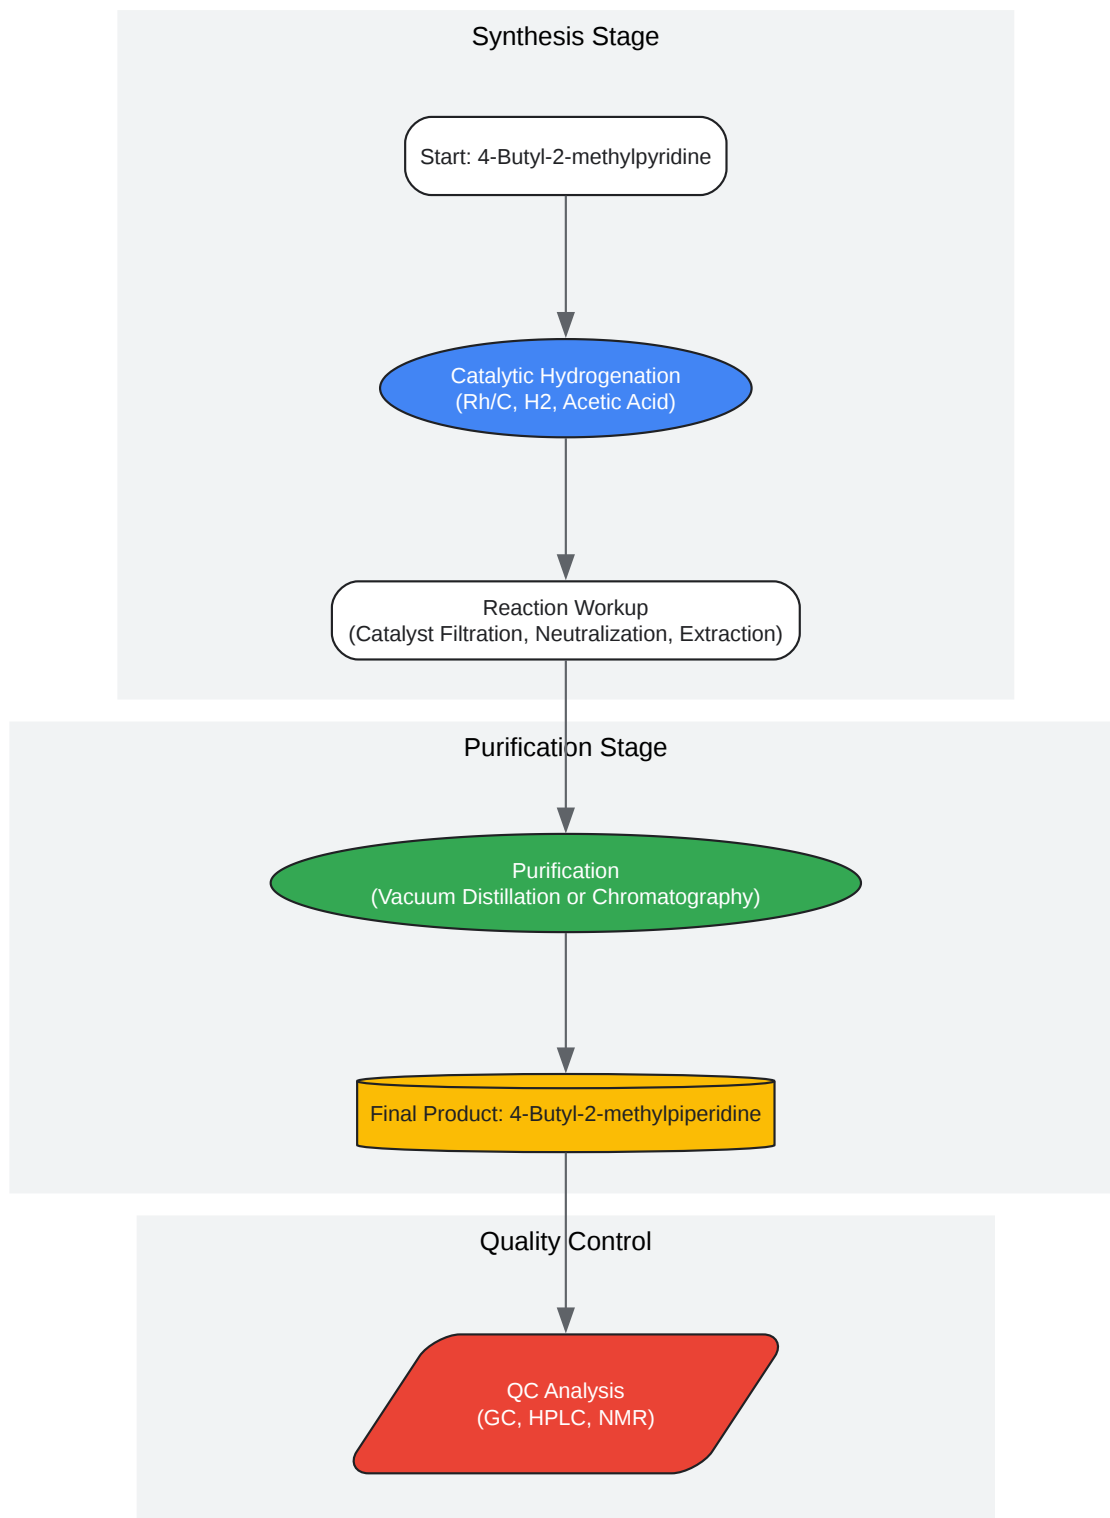 Synthesis Stage
Start: 4-Butyl-2-methylpyridine
Catalytic Hydrogenation
(Rh/C, H2, Acetic Acid)
Reaction Workup
(Catalyst Filtration, Neutralization, Extraction)
Purification Stage
Purification
(Vacuum Distillation or Chromatography)
Final Product: 4-Butyl-2-methylpiperidine
Quality Control
QC Analysis
(GC, HPLC, NMR)